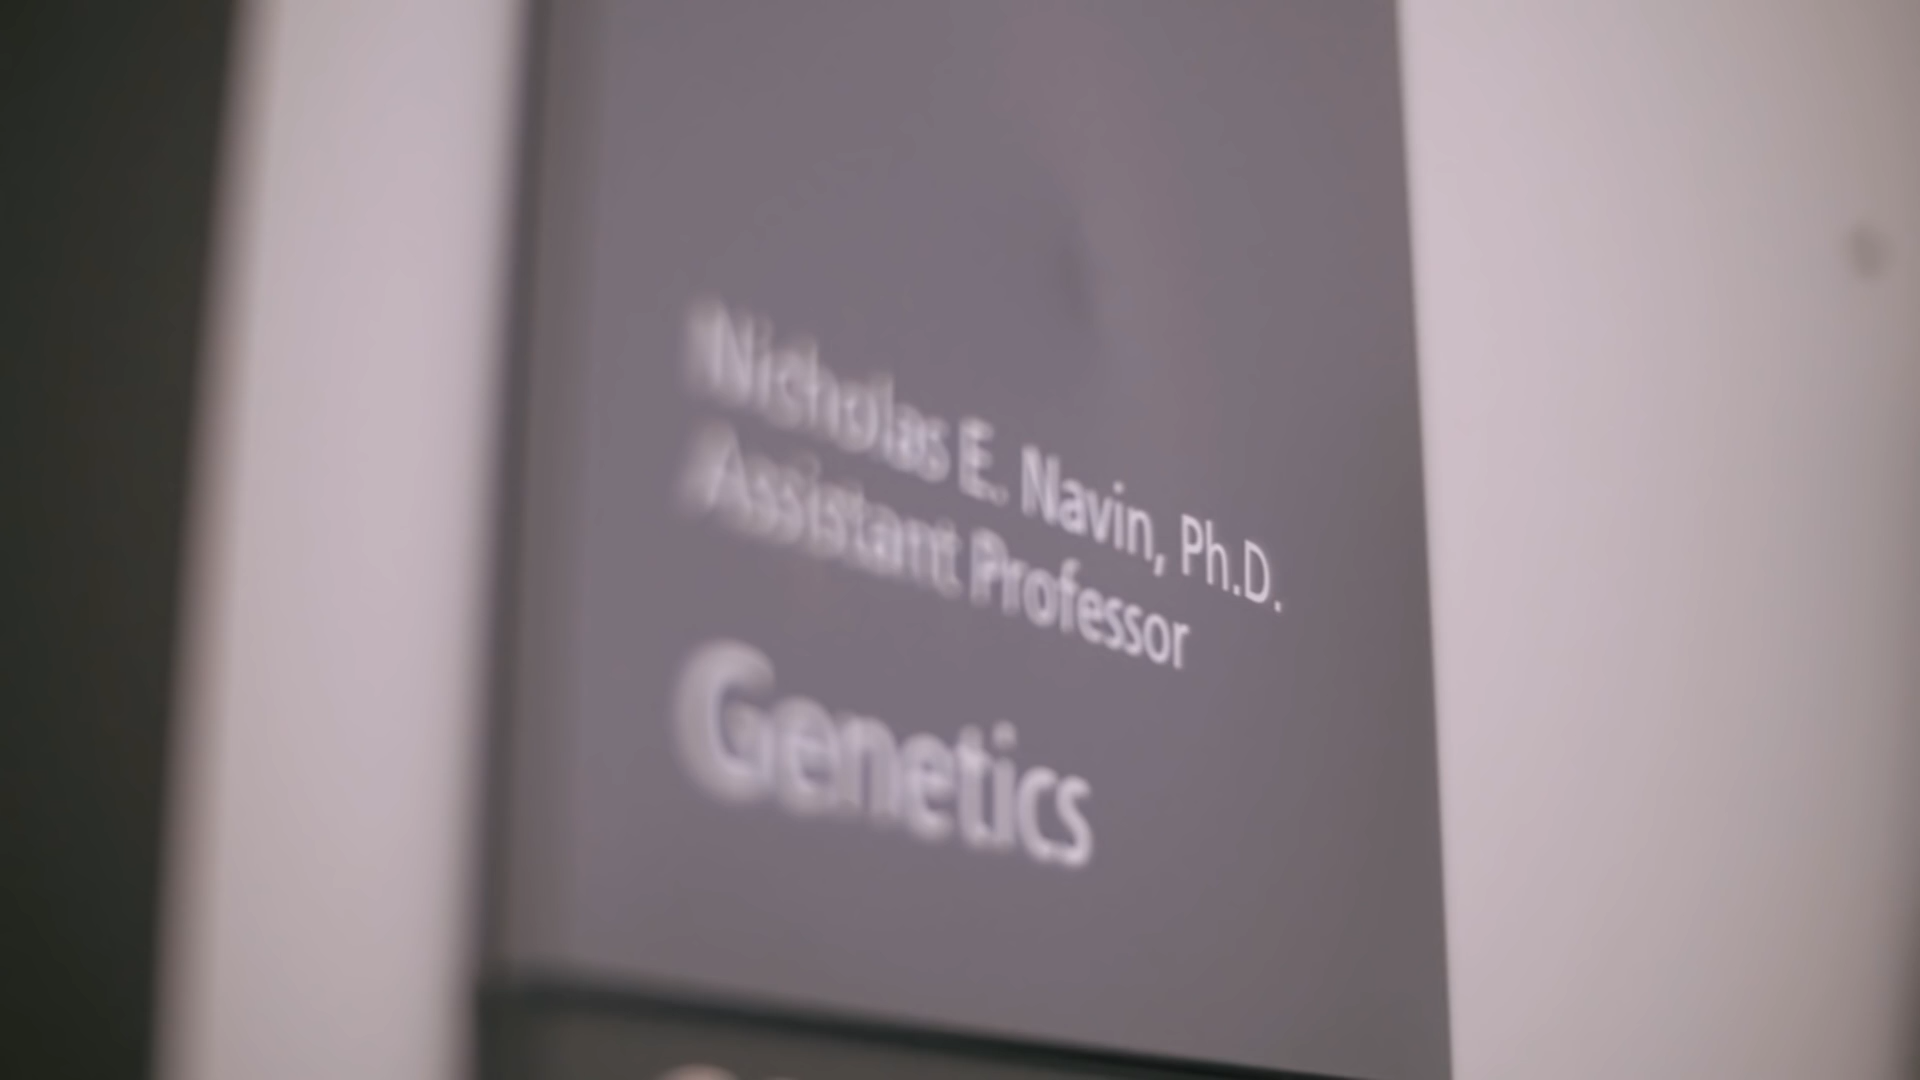 Nicholas E. Navin, Ph.D.
Assistant Professor
Genetics